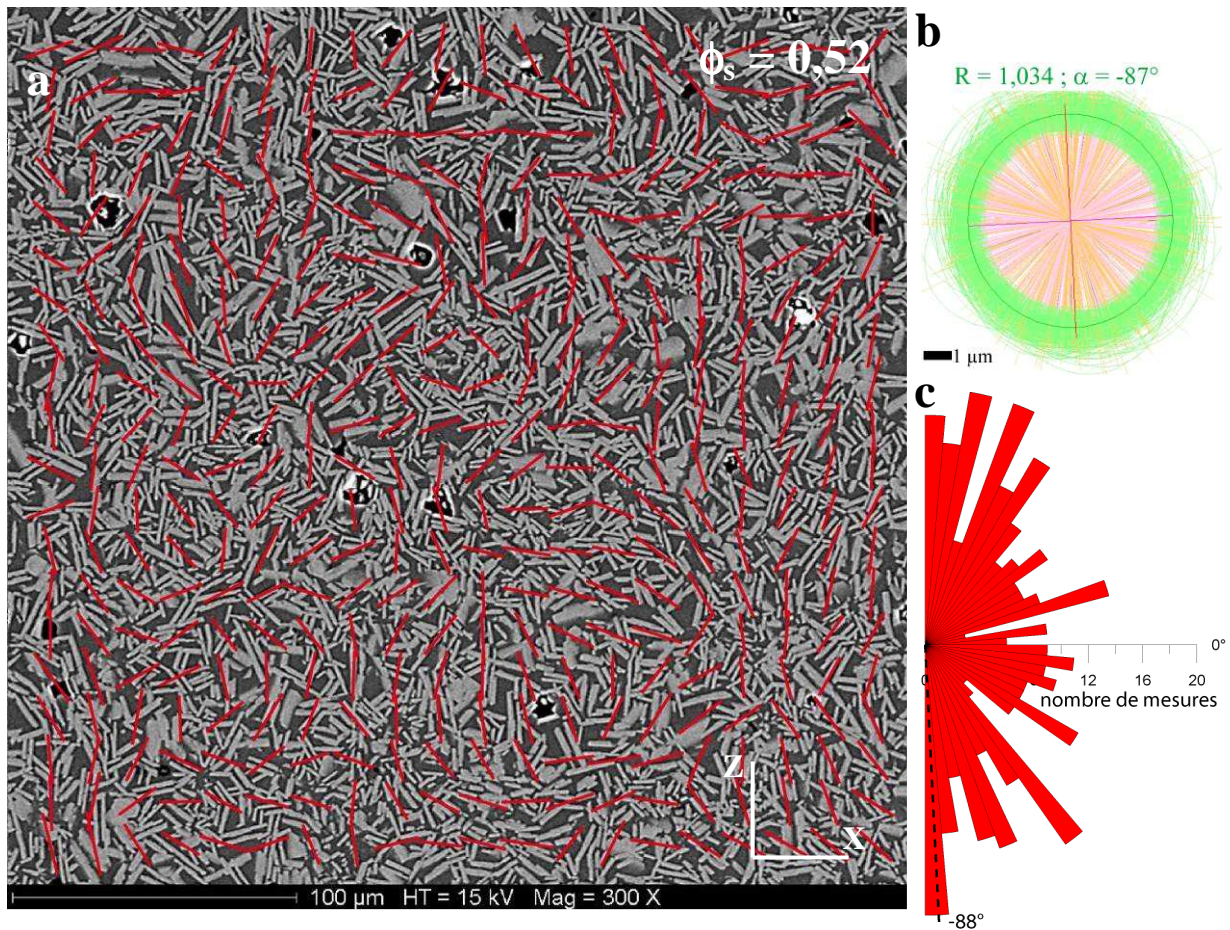 a
ϕs = 0,52
z
x
100 µm HT = 15 kV Mag = 300 X
b
R = 1,034 ; α = -87°
1 µm
c
0°
0 4 8 12 16 20
nombre de mesures
-88°